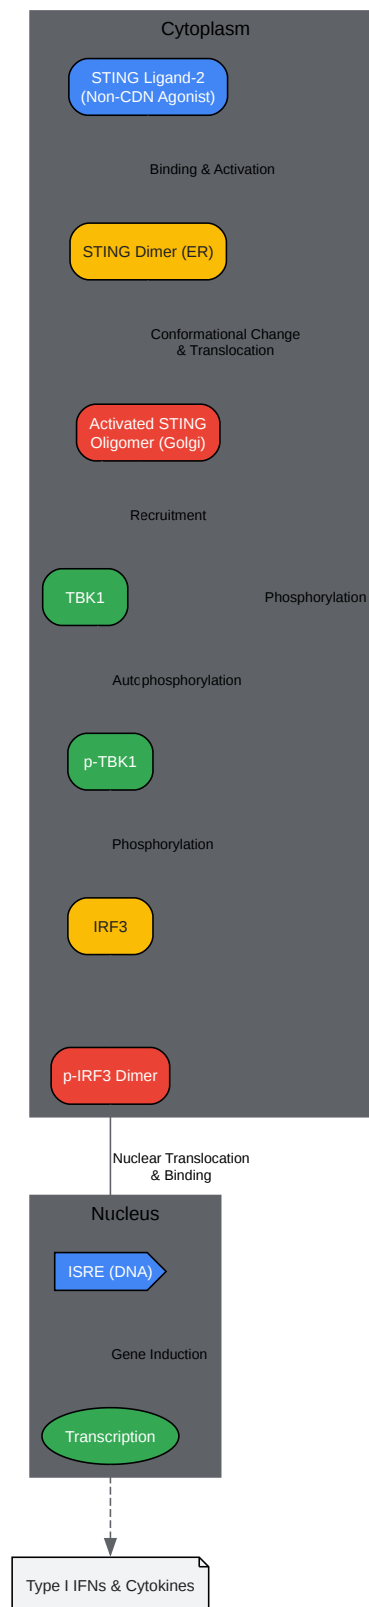 Cytoplasm
STING Ligand-2
(Non-CDN Agonist)
Binding & Activation
STING Dimer (ER)
Conformational Change
& Translocation
Activated STING
Oligomer (Golgi)
Recruitment
TBK1
Phosphorylation
Autophosphorylation
p-TBK1
Phosphorylation
IRF3
p-IRF3 Dimer
Nuclear Translocation
& Binding
Nucleus
ISRE (DNA)
Gene Induction
Transcription
Type I IFNs & Cytokines